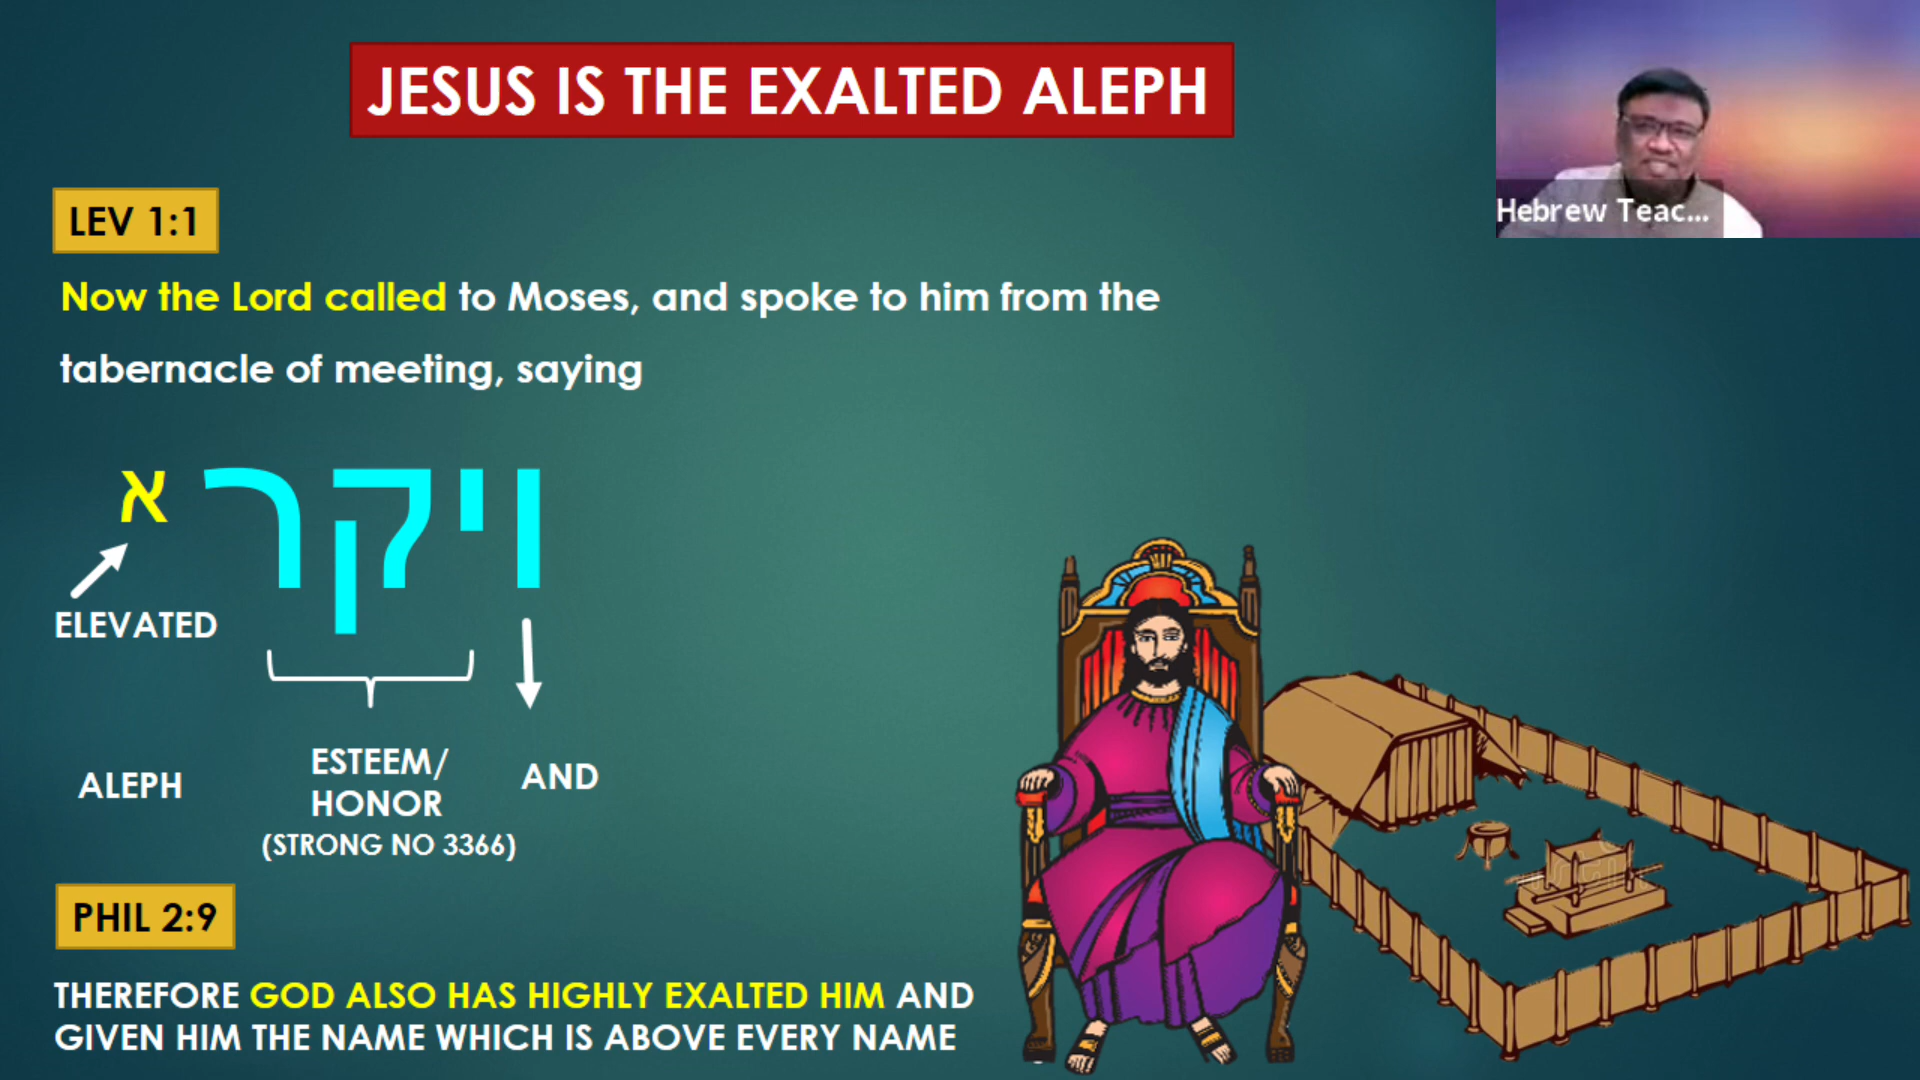 JESUS IS THE EXALTED ALEPH
Hebrew Teac...
LEV 1:1
Now the Lord called to Moses, and spoke to him from the
tabernacle of meeting, saying
ויקרא
ELEVATED
ALEPH
ESTEEM/
HONOR
(STRONG NO 3366)
AND
PHIL 2:9
THEREFORE GOD ALSO HAS HIGHLY EXALTED HIM AND
GIVEN HIM THE NAME WHICH IS ABOVE EVERY NAME